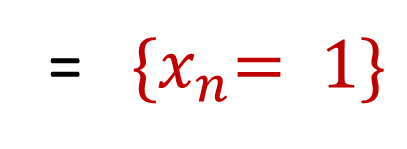 = {xₙ= 1}